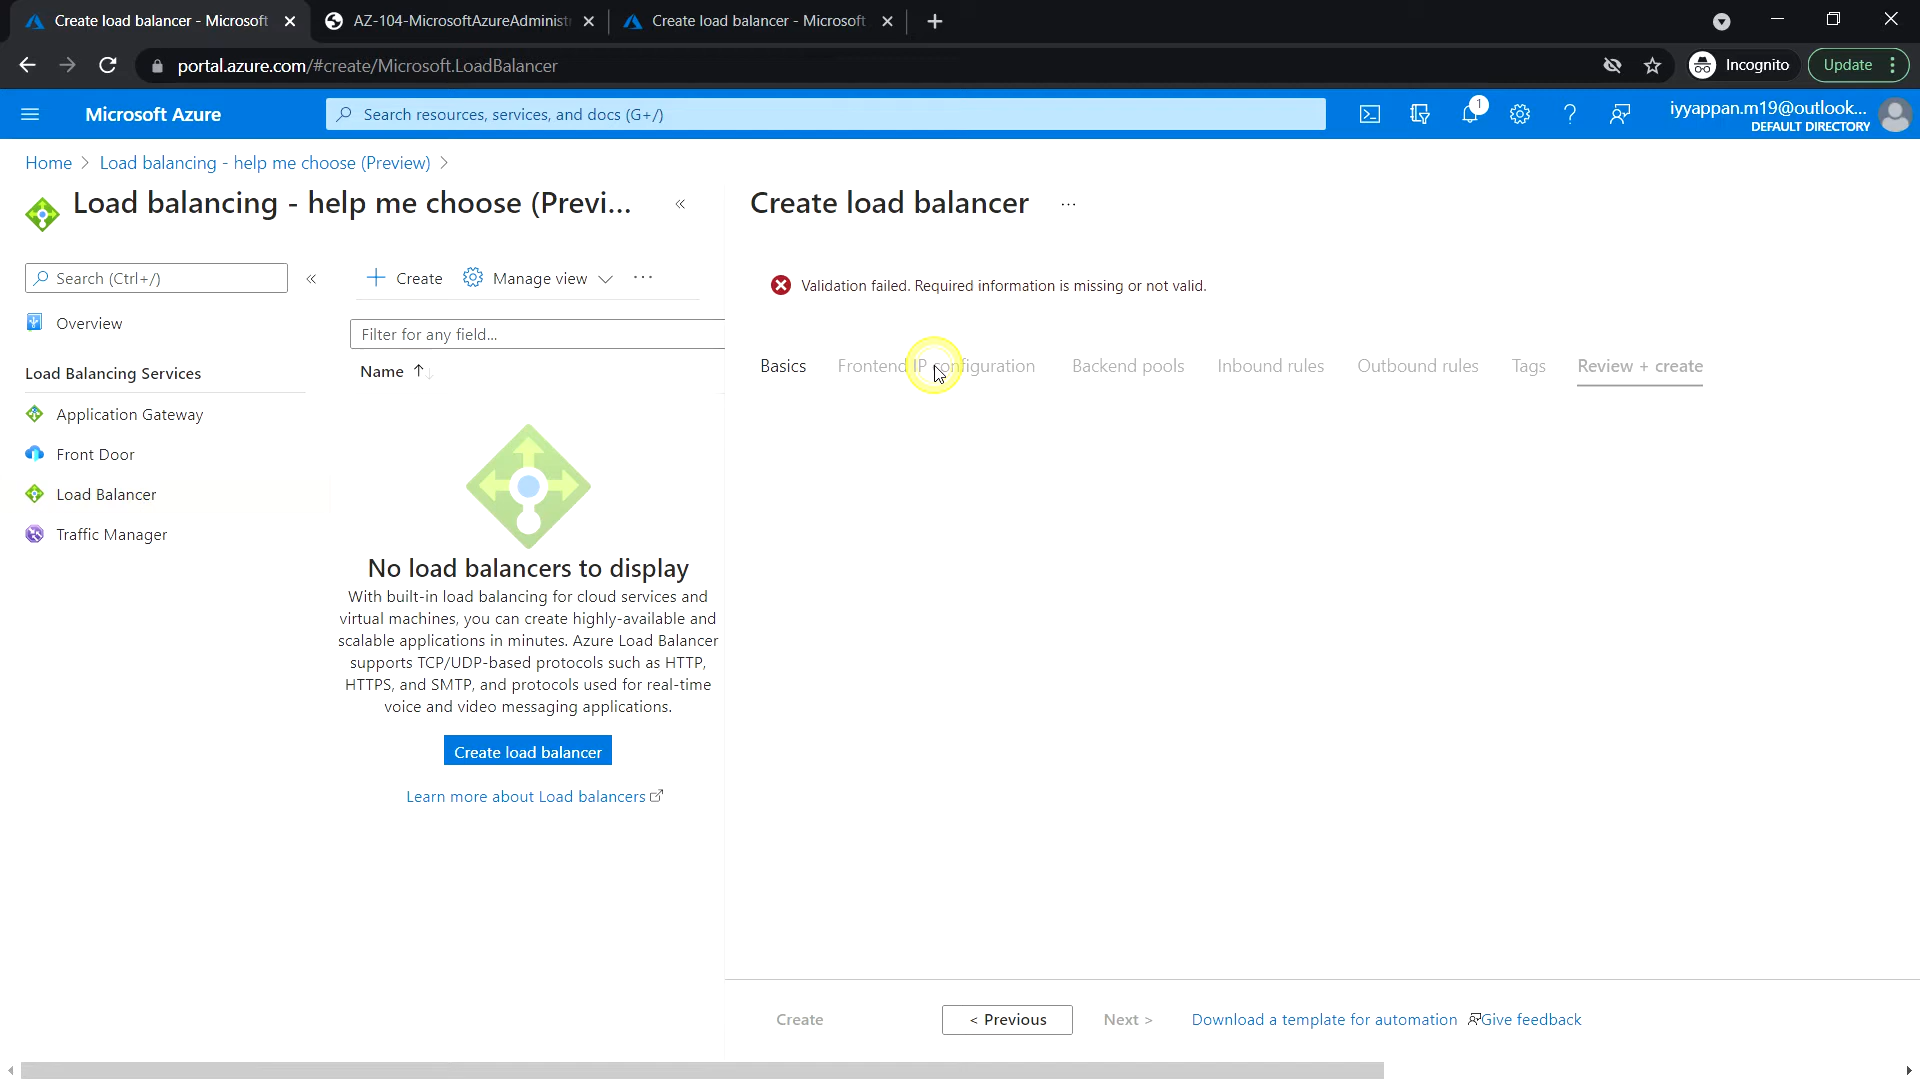 Create load balancer - Microsoft
AZ-104-MicrosoftAzureAdminist
Create load balancer - Microsoft
portal.azure.com/#create/Microsoft.LoadBalancer
Incognito
Update
Microsoft Azure
Search resources, services, and docs (G+/)
1
iyyappan.m19@outlook...
DEFAULT DIRECTORY
Home > Load balancing - help me choose (Preview) >
Load balancing - help me choose (Previ...
«
Create load balancer ...
Search (Ctrl+/)
«
+ Create
Manage view
...
Validation failed. Required information is missing or not valid.
Overview
Filter for any field...
Load Balancing Services
Name ↑↓
Basics
Frontend IP configuration
Backend pools
Inbound rules
Outbound rules
Tags
Review + create
Application Gateway
Front Door
Load Balancer
Traffic Manager
No load balancers to display
With built-in load balancing for cloud services and
virtual machines, you can create highly-available and
scalable applications in minutes. Azure Load Balancer
supports TCP/UDP-based protocols such as HTTP,
HTTPS, and SMTP, and protocols used for real-time
voice and video messaging applications.
Create load balancer
Learn more about Load balancers
Create
< Previous
Next >
Download a template for automation
Give feedback